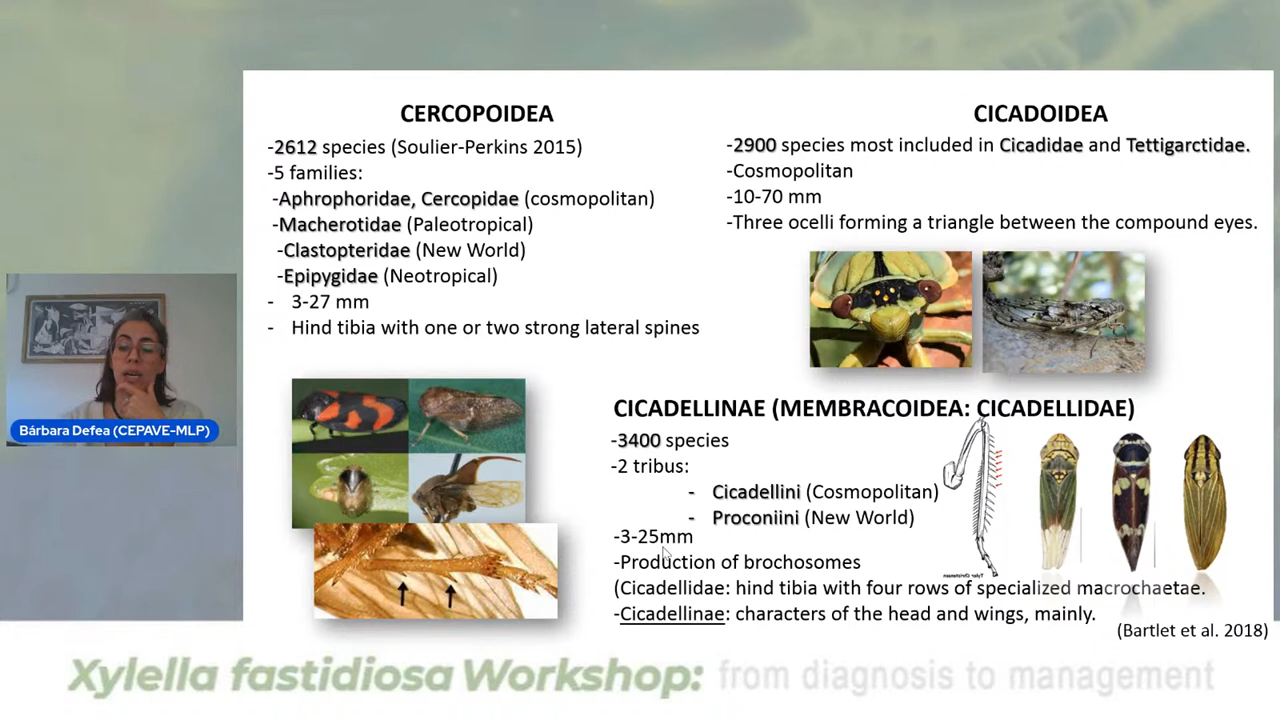 CERCOPOIDEA
-2612 species (Soulier-Perkins 2015)
-5 families:
-Aphrophoridae, Cercopidae (cosmopolitan)
-Macherotidae (Paleotropical)
-Clastopteridae (New World)
-Epipygidae (Neotropical)
- 3-27 mm
- Hind tibia with one or two strong lateral spines
CICADOIDEA
-2900 species most included in Cicadidae and Tettigarctidae.
-Cosmopolitan
-10-70 mm
-Three ocelli forming a triangle between the compound eyes.
CICADELLINAE (MEMBRACOIDEA: CICADELLIDAE)
-3400 species
-2 tribus:
- Cicadellini (Cosmopolitan)
- Proconiini (New World)
-3-25mm
-Production of brochosomes
(Cicadellidae: hind tibia with four rows of specialized macrochaetae.
-Cicadellinae: characters of the head and wings, mainly.
(Bartlet et al. 2018)
Bárbara Defea (CEPAVE-MLP)
Xylella fastidiosa Workshop: from diagnosis to management